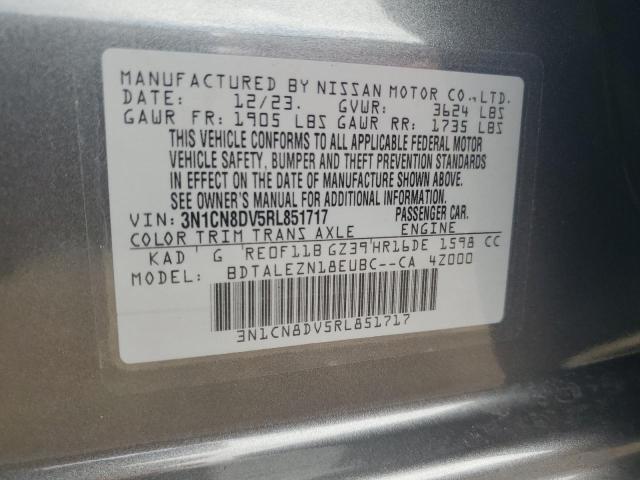 MANUFACTURED BY NISSAN MOTOR CO.,LTD.
DATE: 12/23. GVWR: 3624 LBS
GAWR FR: 1905 LBS GAWR RR: 1735 LBS
THIS VEHICLE CONFORMS TO ALL APPLICABLE FEDERAL MOTOR
VEHICLE SAFETY, BUMPER AND THEFT PREVENTION STANDARDS
IN EFFECT ON THE DATE OF MANUFACTURE SHOWN ABOVE.
SEE OWNER'S MANUAL FOR ADDITIONAL INFORMATION.
VIN: 3N1CN8DV5RL851717 PASSENGER CAR.
COLOR TRIM TRANS AXLE ENGINE
KAD G RE0F11B GZ39 HR16DE 1598 CC
MODEL: BDTALEZN18EUBC--CA 4Z000
3N1CN8DV5RL851717